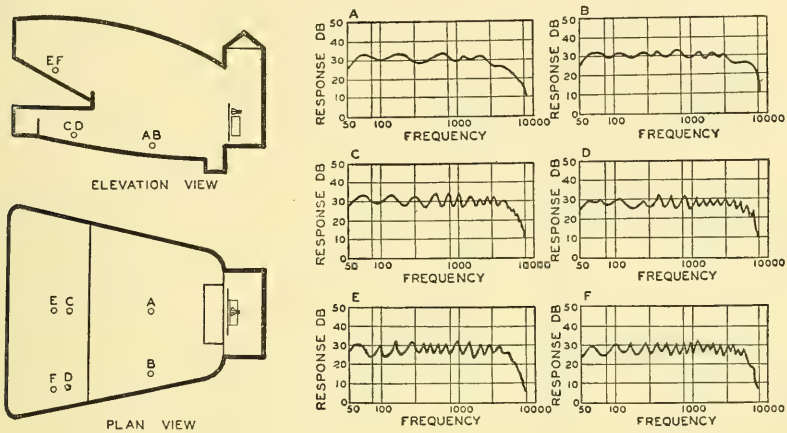 EF
CD
AB
ELEVATION VIEW
E C A
B
F D
PLAN VIEW
A
RESPONSE DB
50
40
30
20
10
0
50 100 1000 10000
FREQUENCY
B
RESPONSE DB
50
40
30
20
10
0
50 100 1000 10000
FREQUENCY
C
RESPONSE DB
50
40
30
20
10
0
50 100 1000 10000
FREQUENCY
D
RESPONSE DB
50
40
30
20
10
0
50 100 1000 10000
FREQUENCY
E
RESPONSE DB
50
40
30
20
10
0
50 100 1000 10000
FREQUENCY
F
RESPONSE DB
50
40
30
20
10
0
50 100 1000 10000
FREQUENCY